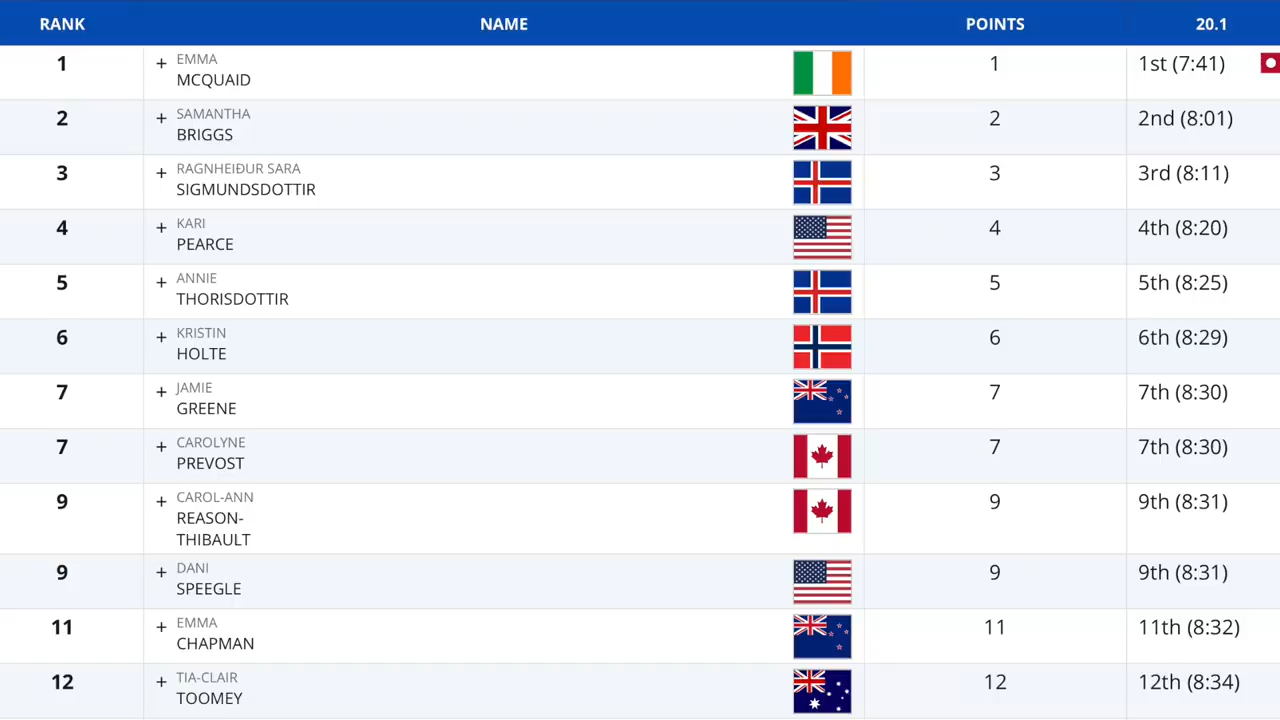 RANK NAME POINTS 20.1
1 + EMMA 1 1st (7:41)
MCQUAID
2 + SAMANTHA 2 2nd (8:01)
BRIGGS
3 + RAGNHEIÐUR SARA 3 3rd (8:11)
SIGMUNDSDOTTIR
4 + KARI 4 4th (8:20)
PEARCE
5 + ANNIE 5 5th (8:25)
THORISDOTTIR
6 + KRISTIN 6 6th (8:29)
HOLTE
7 + JAMIE 7 7th (8:30)
GREENE
7 + CAROLYNE 7 7th (8:30)
PREVOST
9 + CAROL-ANN 9 9th (8:31)
REASON-
THIBAULT
9 + DANI 9 9th (8:31)
SPEEGLE
11 + EMMA 11 11th (8:32)
CHAPMAN
12 + TIA-CLAIR 12 12th (8:34)
TOOMEY